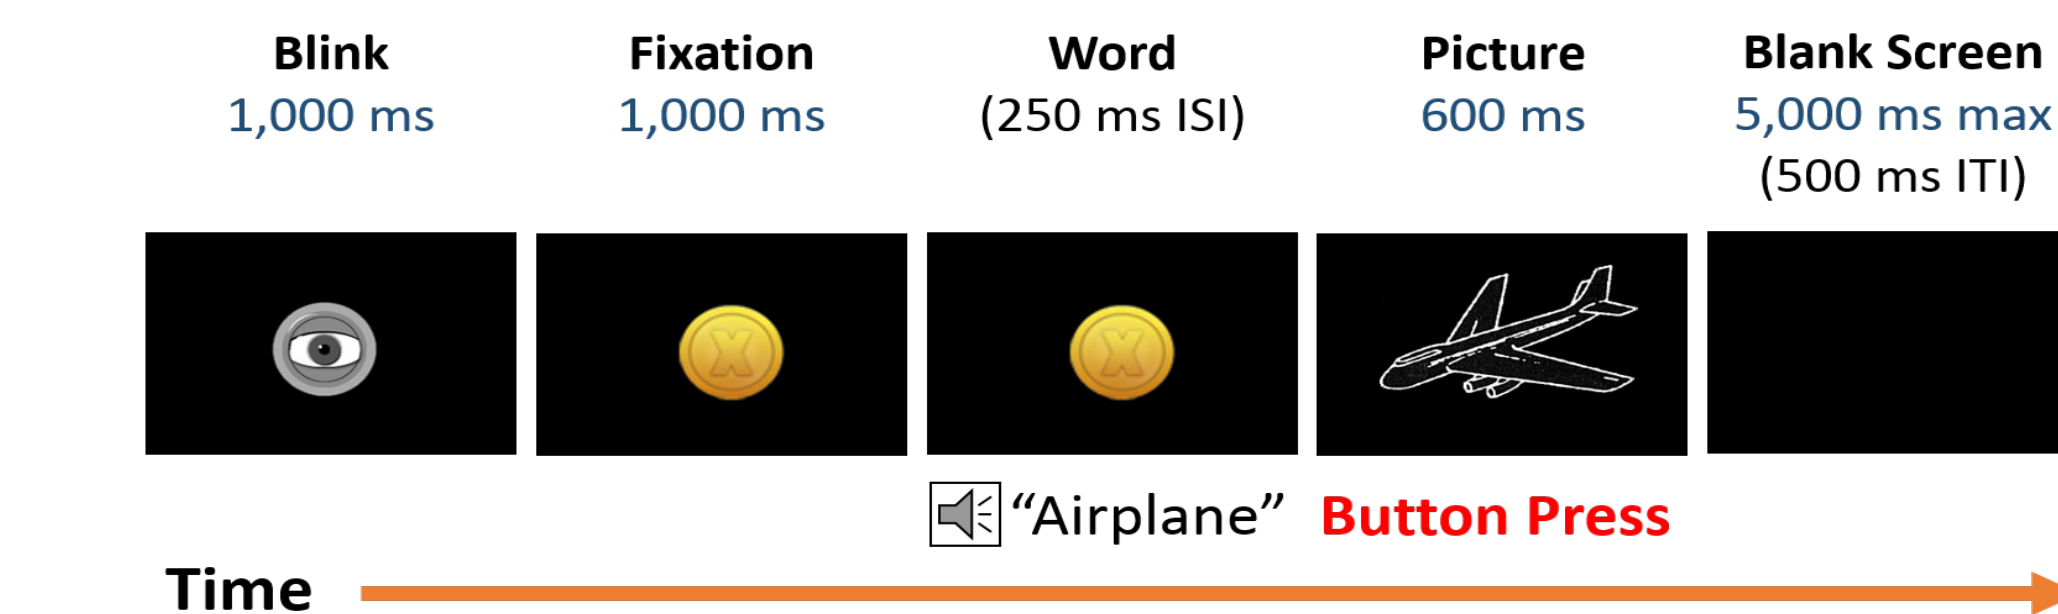 Blink
1,000 ms
Fixation
1,000 ms
Word
(250 ms ISI)
Picture
600 ms
Blank Screen
5,000 ms max
(500 ms ITI)
X
X
“Airplane”
Button Press
Time